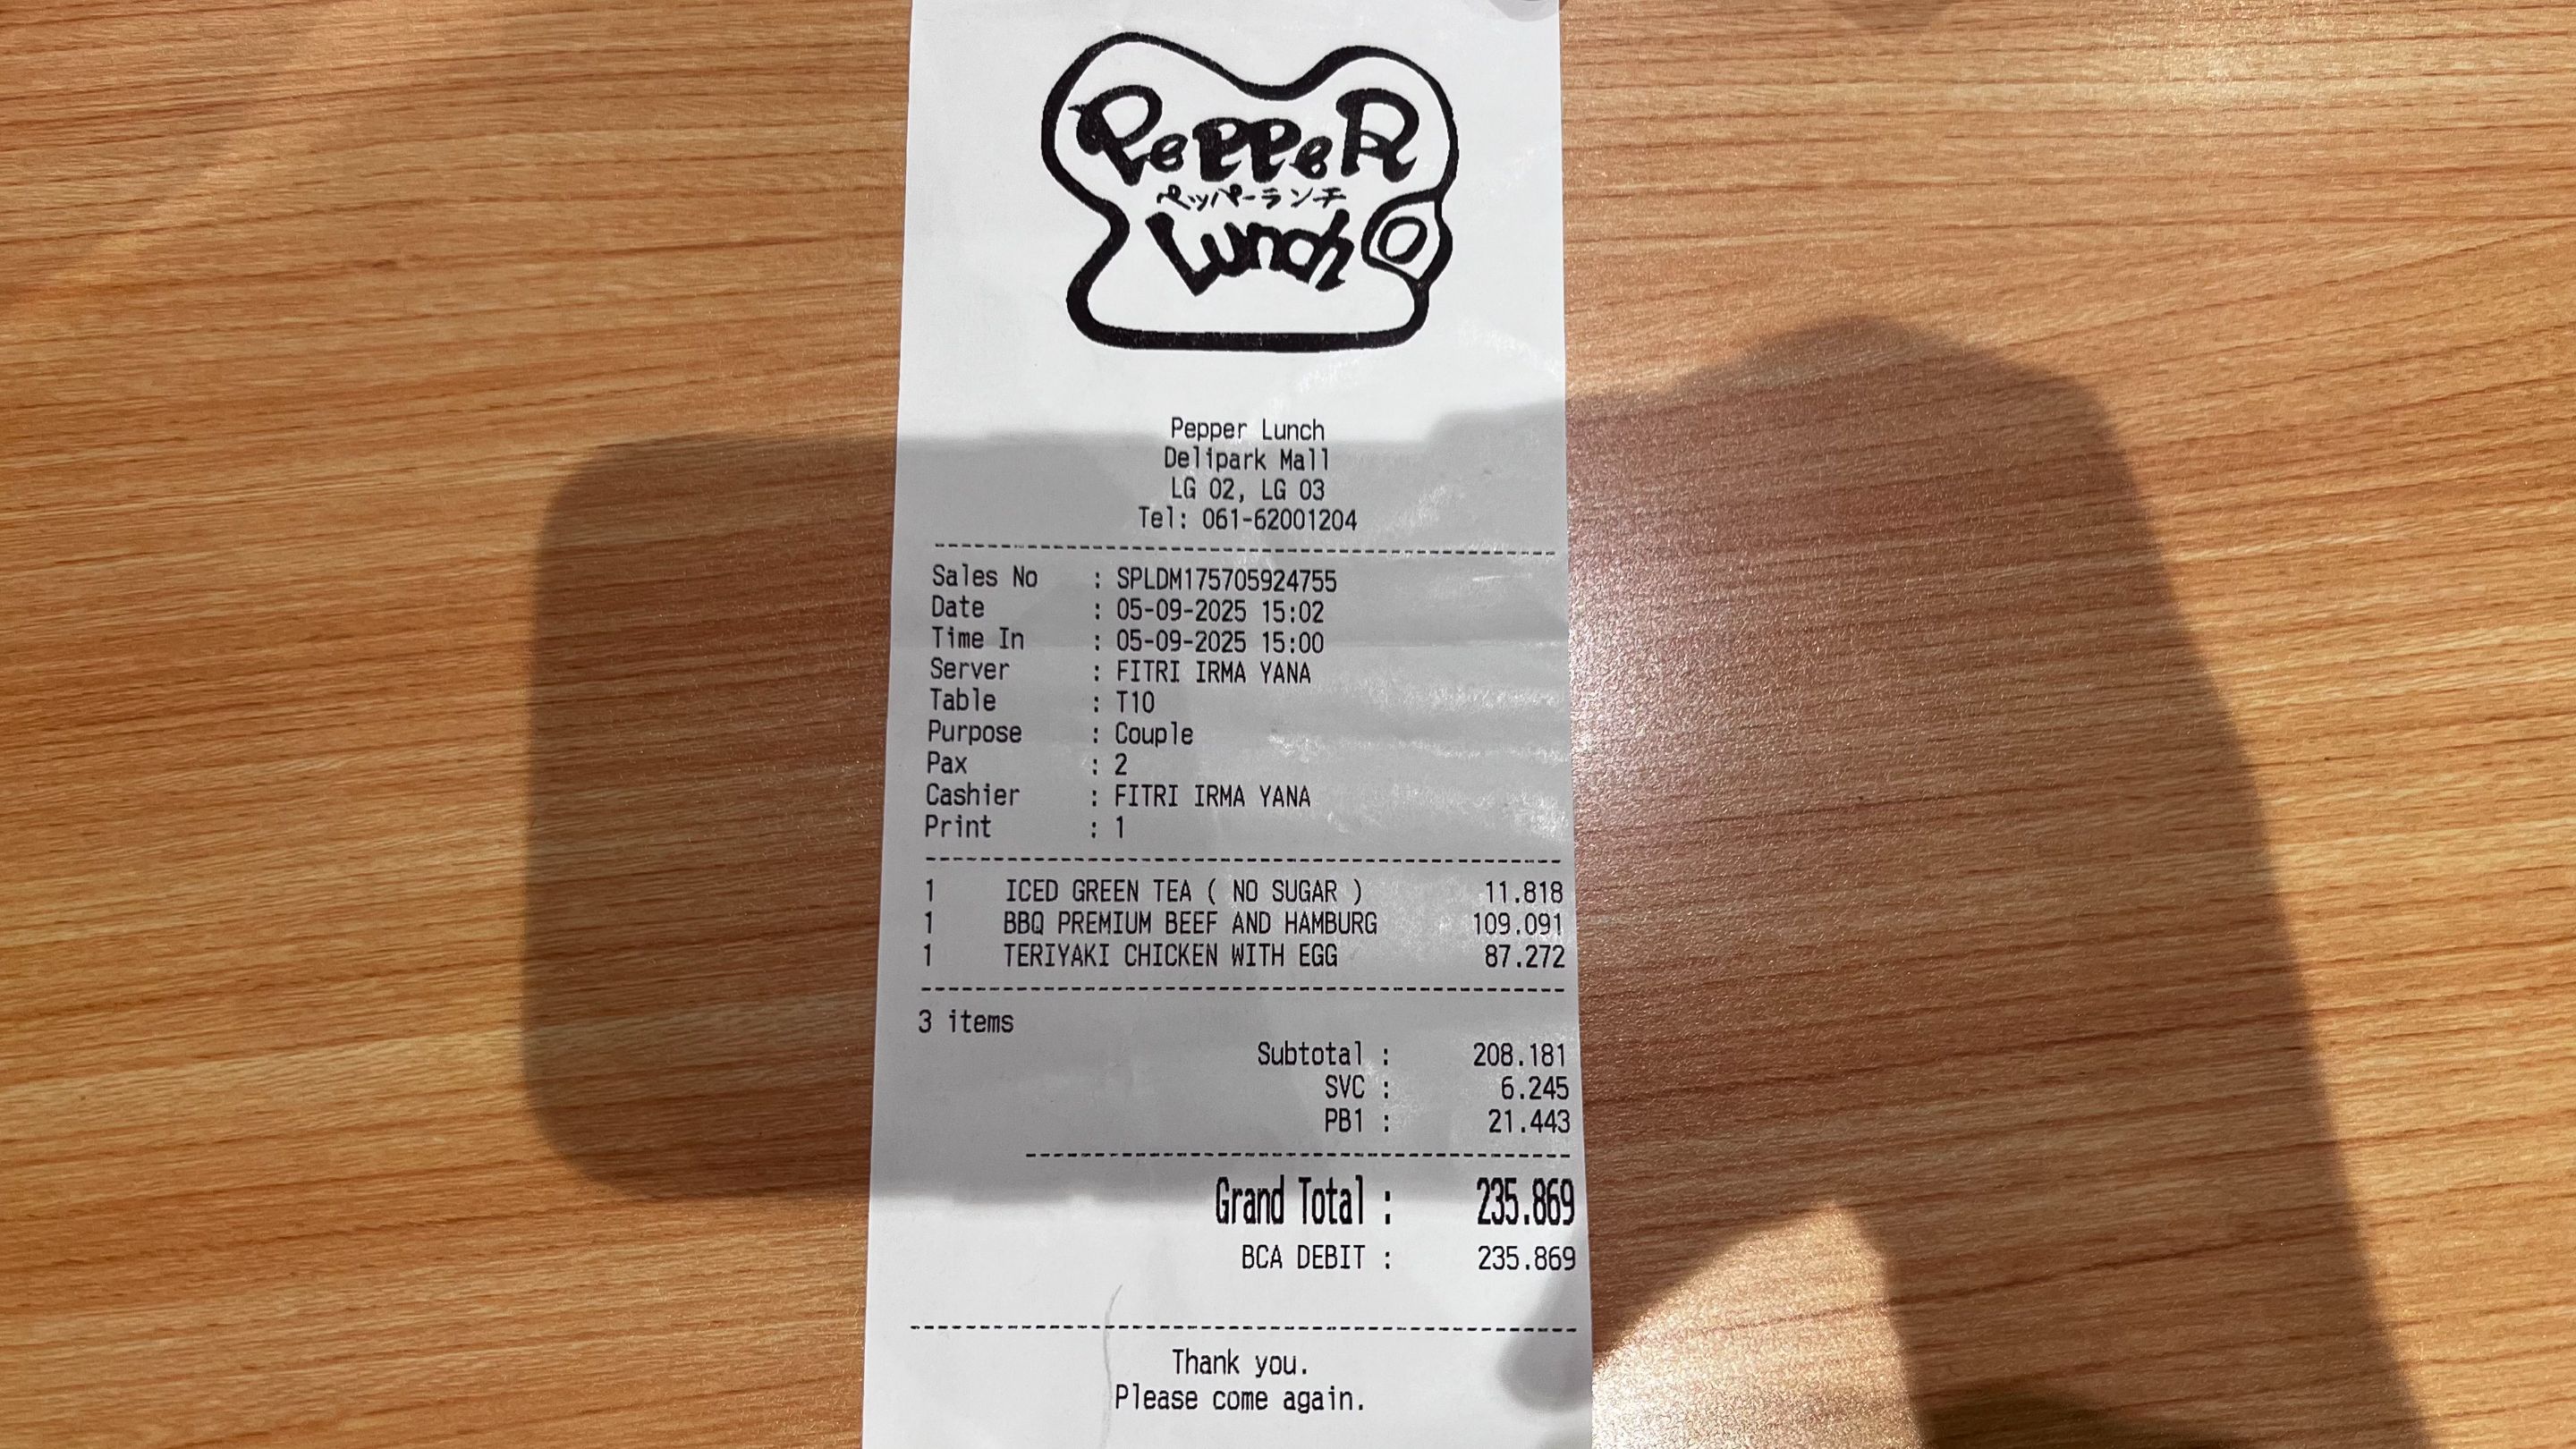 PePPeR
ペッパーランチ
Lunch
Pepper Lunch
Delipark Mall
LG 02, LG 03
Tel: 061-62001204
Sales No : SPLDM175705924755
Date : 05-09-2025 15:02
Time In : 05-09-2025 15:00
Server : FITRI IRMA YANA
Table : T10
Purpose : Couple
Pax : 2
Cashier : FITRI IRMA YANA
Print : 1
1 ICED GREEN TEA ( NO SUGAR ) 11.818
1 BBQ PREMIUM BEEF AND HAMBURG 109.091
1 TERIYAKI CHICKEN WITH EGG 87.272
3 items
Subtotal : 208.181
SVC : 6.245
PB1 : 21.443
Grand Total : 235.869
BCA DEBIT : 235.869
Thank you.
Please come again.